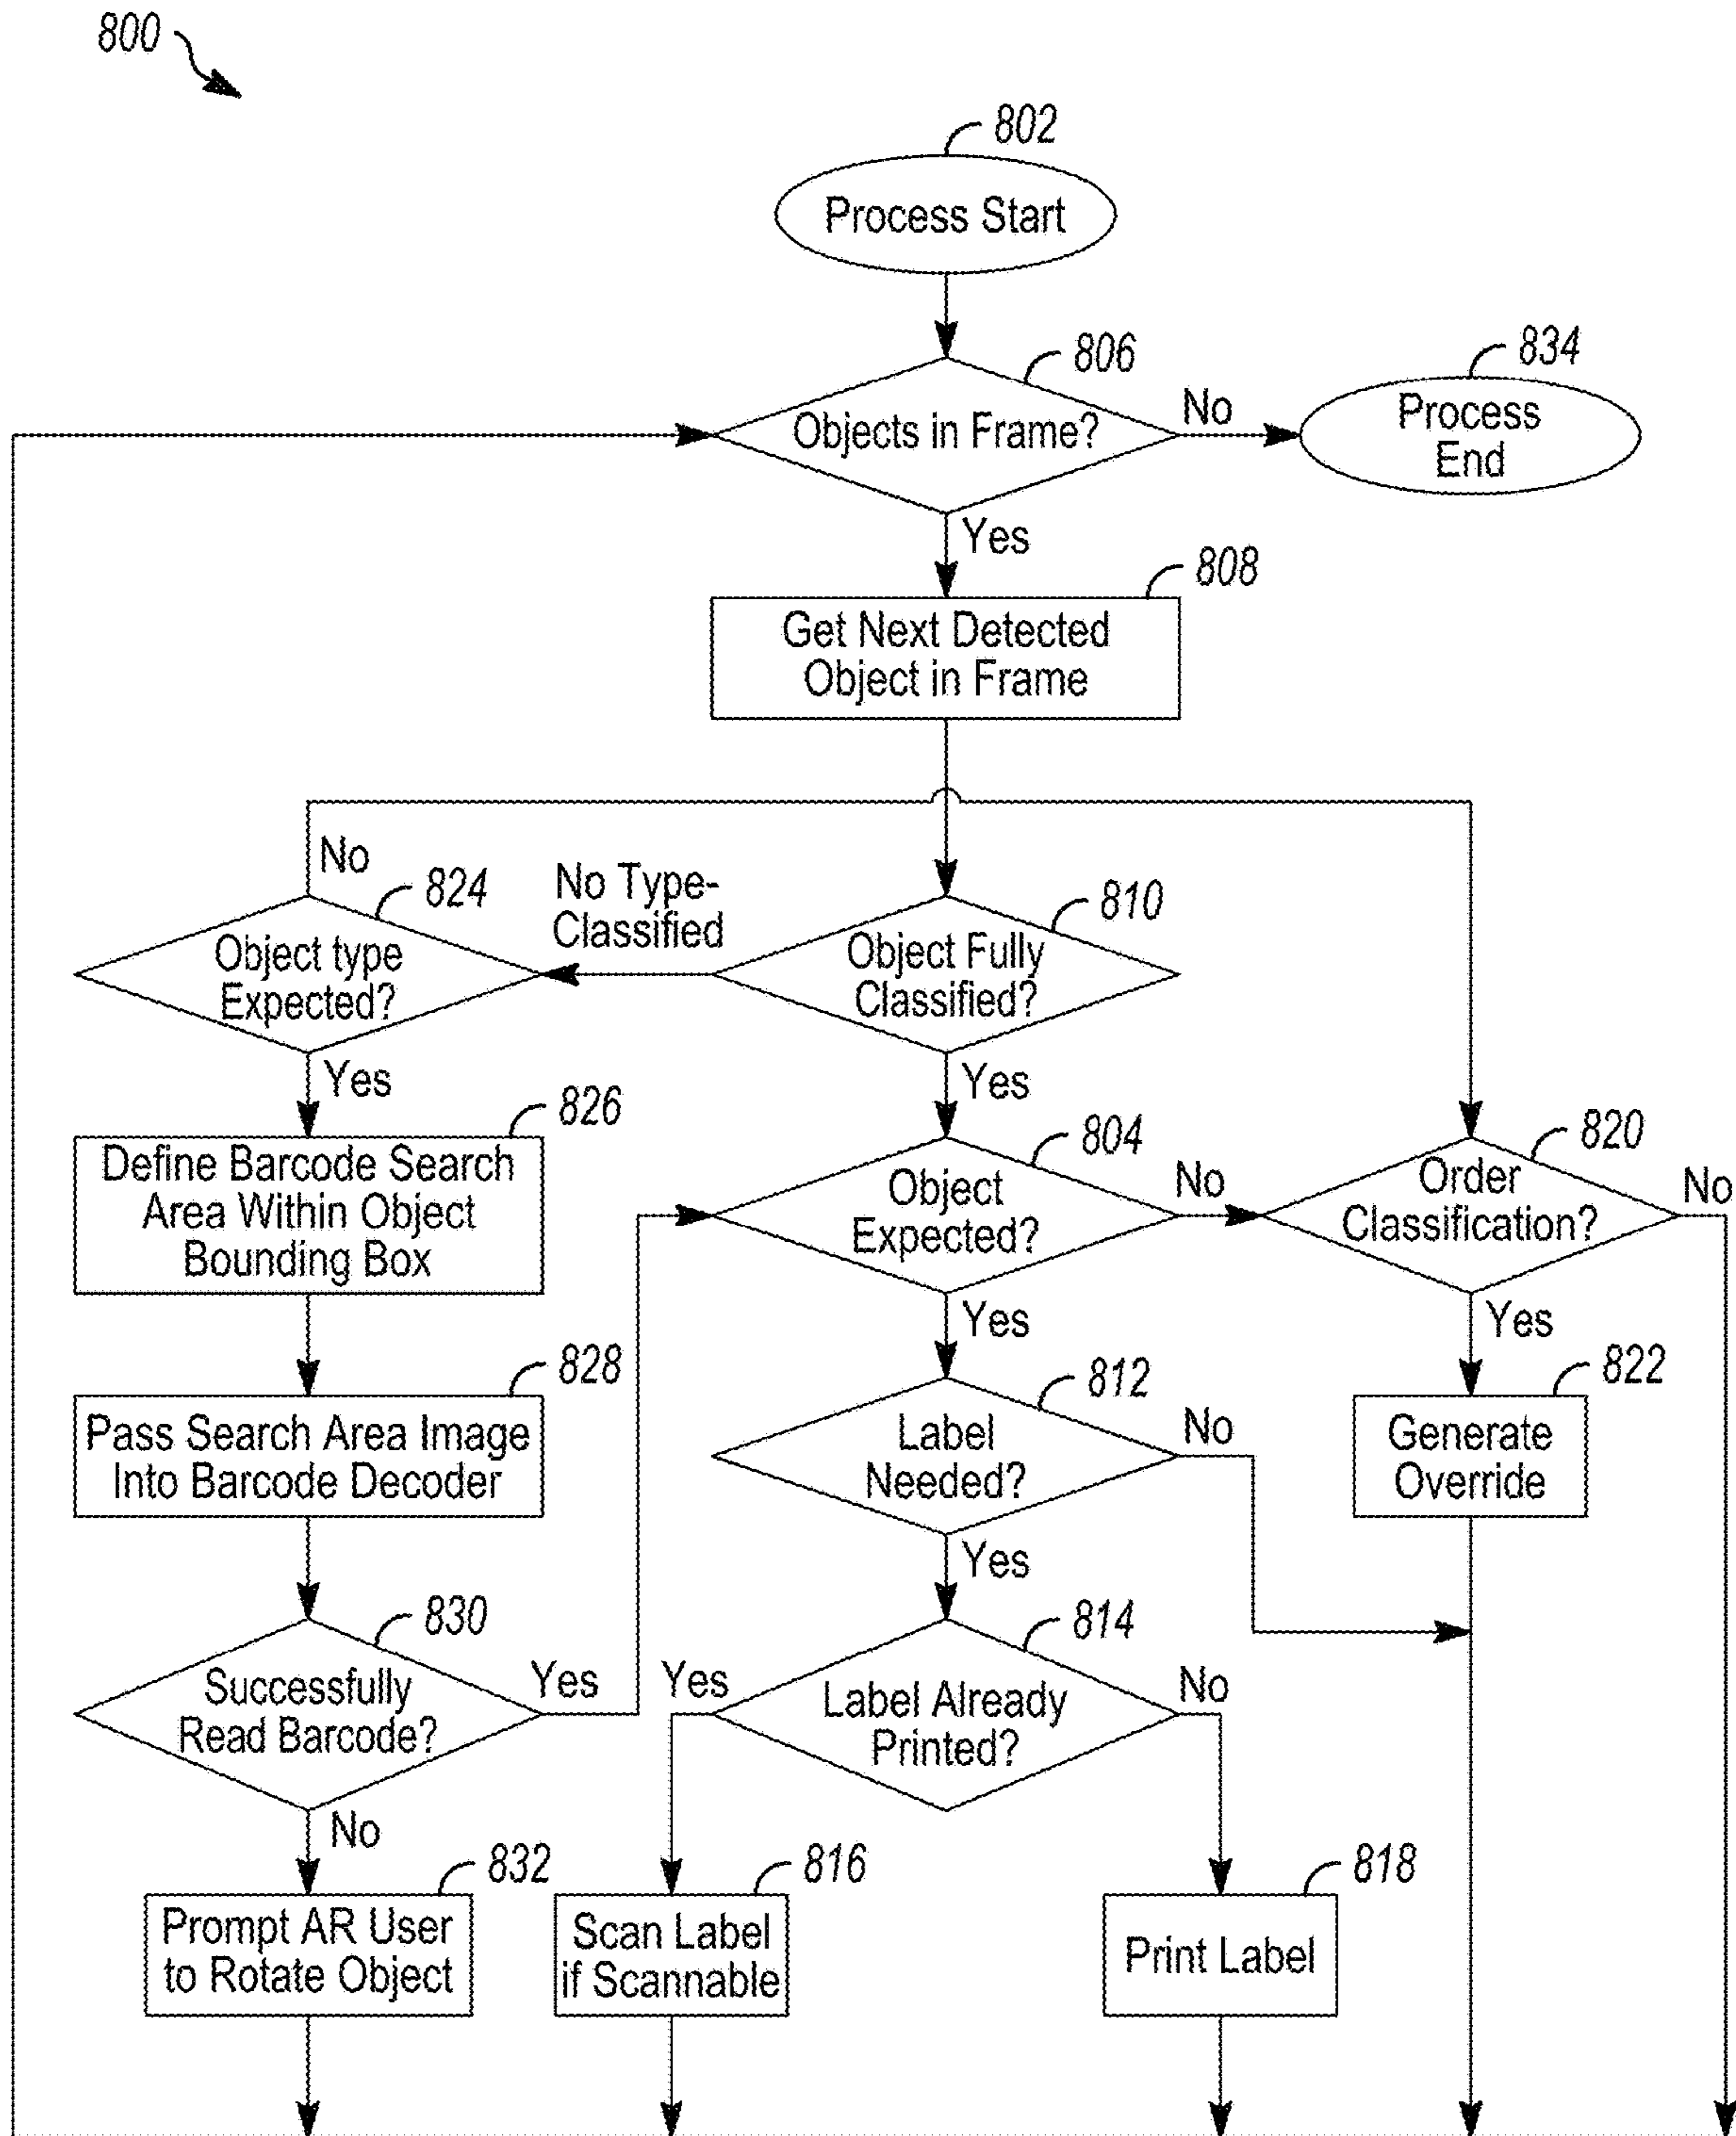 800
802
Process Start
806
834
Objects in Frame?
No
Process
End
Yes
808
Get Next Detected
Object in Frame
No
824
No Type-
Classified
810
Object type
Expected?
Object Fully
Classified?
Yes
Yes
826
804
820
Define Barcode Search
Area Within Object
Bounding Box
Object
Expected?
No
Order
Classification?
No
Yes
Yes
828
812
822
Pass Search Area Image
Into Barcode Decoder
Label
Needed?
No
Generate
Override
Yes
830
814
Successfully
Read Barcode?
Yes
Yes
Label Already
Printed?
No
No
832
816
818
Prompt AR User
to Rotate Object
Scan Label
if Scannable
Print Label